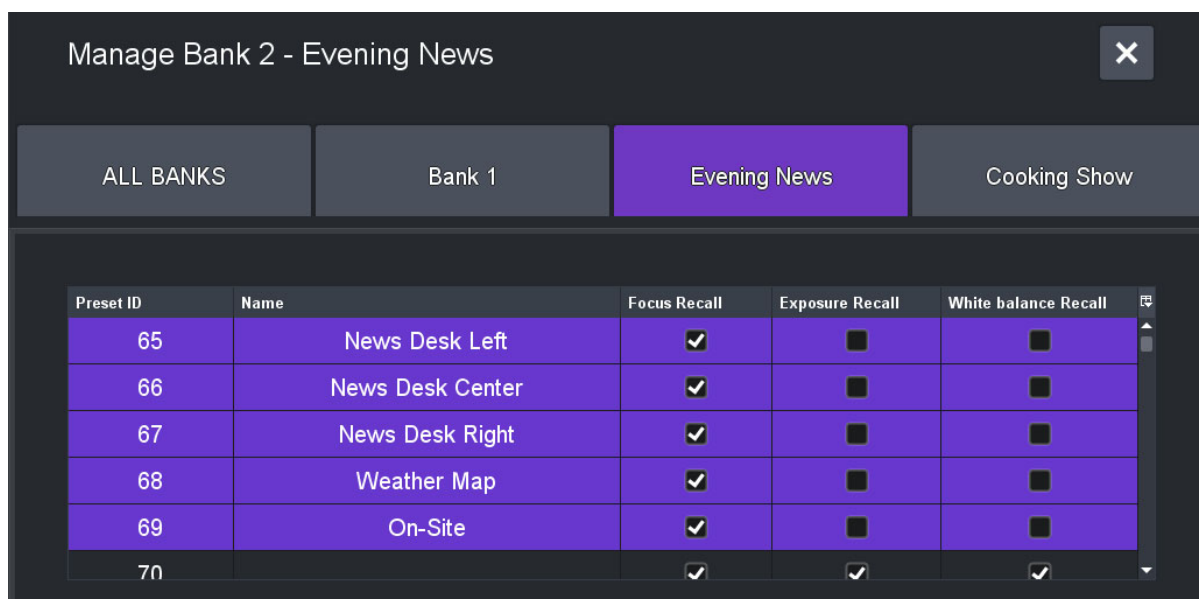 Manage Bank 2 - Evening News
ALL BANKS Bank 1 Evening News Cooking Show
Preset ID Name Focus Recall Exposure Recall White balance Recall
65 News Desk Left
66 News Desk Center
67 News Desk Right
68 Weather Map
69 On-Site
70